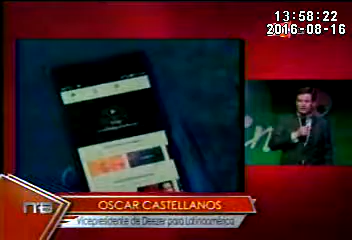 13:58:22
2016-08-16
OSCAR CASTELLANOS
Vicepresidente de Deezer para Latinoamérica